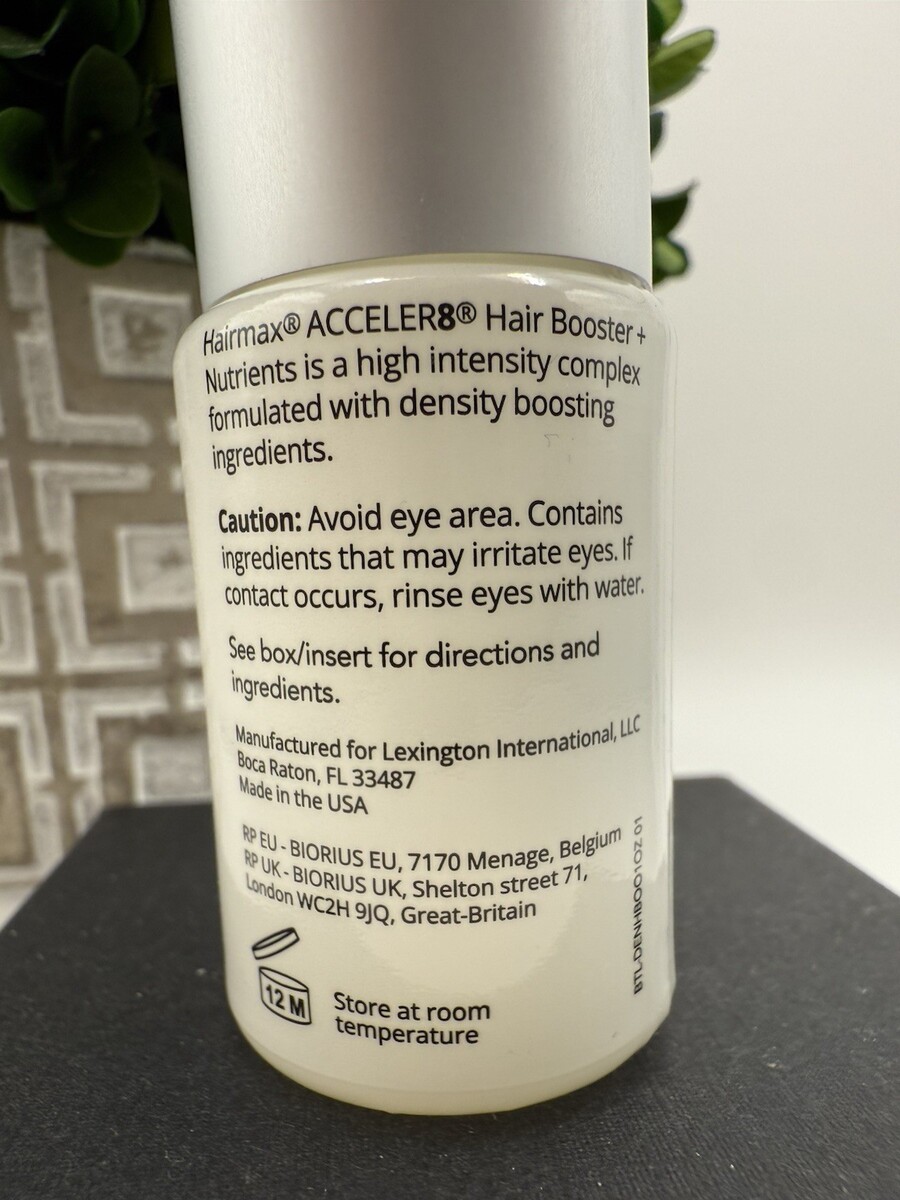 Hairmax® ACCELER8® Hair Booster +
Nutrients is a high intensity complex
formulated with density boosting
ingredients.
Caution: Avoid eye area. Contains
ingredients that may irritate eyes. If
contact occurs, rinse eyes with water.
See box/insert for directions and
ingredients.
Manufactured for Lexington International, LLC
Boca Raton, FL 33487
Made in the USA
RP EU - BIORIUS EU, 7170 Menage, Belgium
RP UK - BIORIUS UK, Shelton street 71,
London WC2H 9JQ, Great-Britain
12 M
Store at room
temperature
BTL-DENHBOO1OZ 01